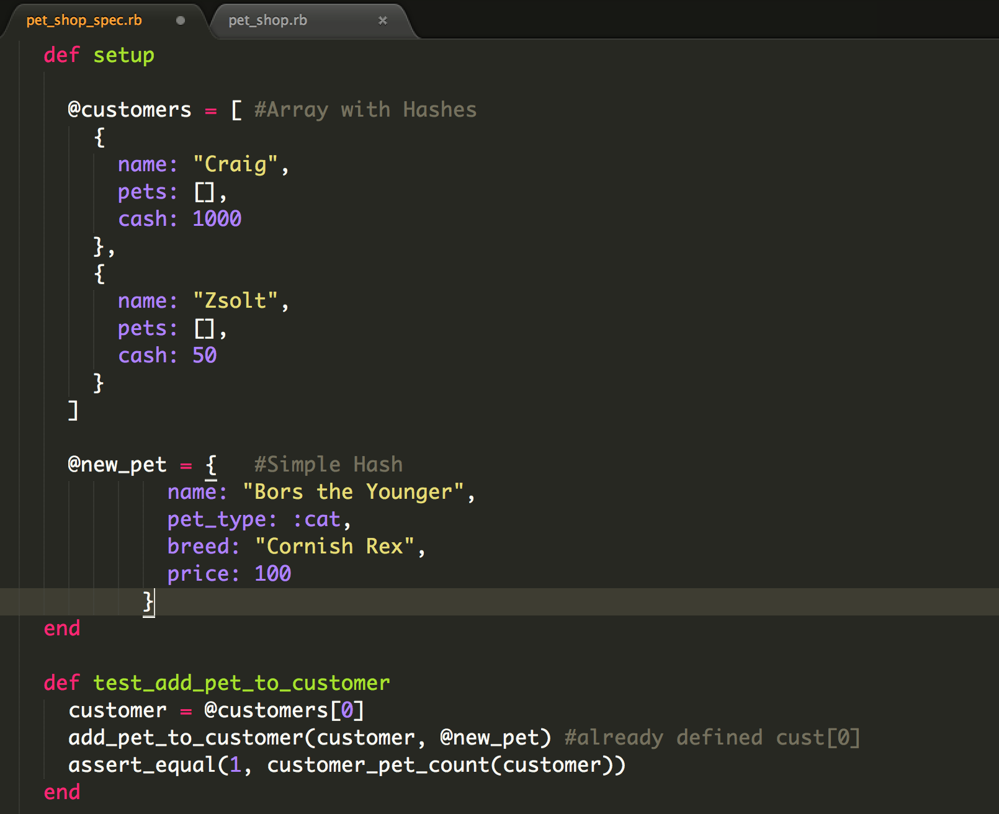 pet_shop_spec.rb
pet_shop.rb
def setup
@customers = [ #Array with Hashes
{
name: "Craig",
pets: [],
cash: 1000
},
{
name: "Zsolt",
pets: [],
cash: 50
}
]
@new_pet = {   #Simple Hash
name: "Bors the Younger",
pet_type: :cat,
breed: "Cornish Rex",
price: 100
}
end
def test_add_pet_to_customer
customer = @customers[0]
add_pet_to_customer(customer, @new_pet) #already defined cust[0]
assert_equal(1, customer_pet_count(customer))
end